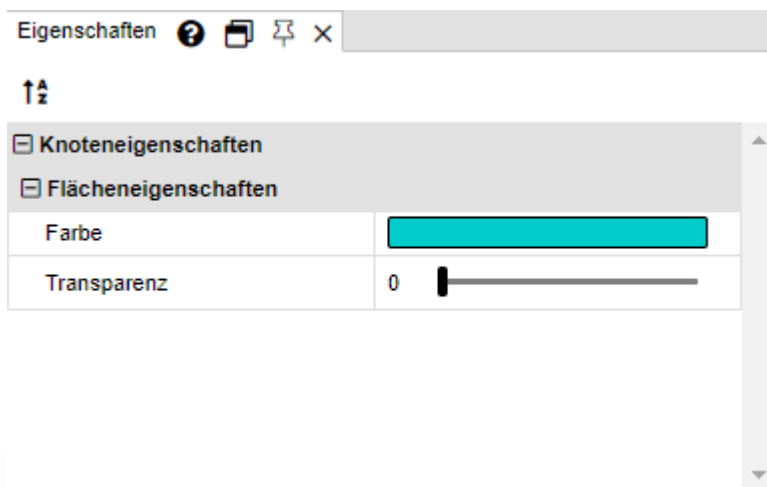 Eigenschaften
Knoteneigenschaften
Flächeneigenschaften
Farbe
Transparenz 0